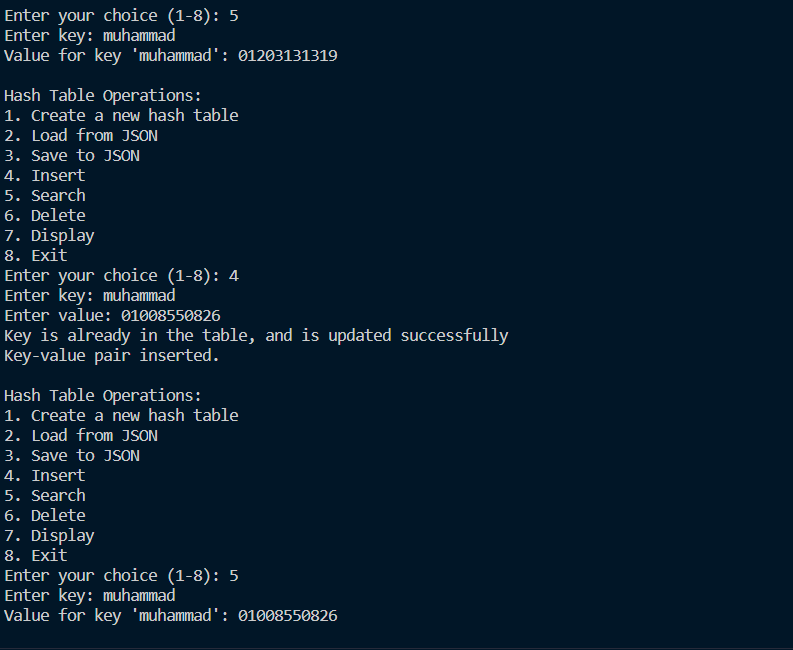 Enter your choice (1-8): 5
Enter key: muhammad
Value for key 'muhammad': 01203131319
Hash Table Operations:
1. Create a new hash table
2. Load from JSON
3. Save to JSON
4. Insert
5. Search
6. Delete
7. Display
8. Exit
Enter your choice (1-8): 4
Enter key: muhammad
Enter value: 01008550826
Key is already in the table, and is updated successfully
Key-value pair inserted.
Hash Table Operations:
1. Create a new hash table
2. Load from JSON
3. Save to JSON
4. Insert
5. Search
6. Delete
7. Display
8. Exit
Enter your choice (1-8): 5
Enter key: muhammad
Value for key 'muhammad': 01008550826